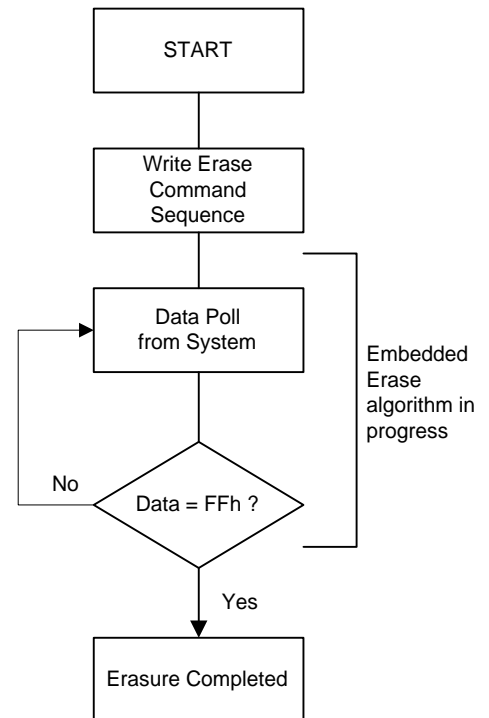 START
Write Erase
Command
Sequence
Data Poll
from System
Embedded
Erase
algorithm in
progress
No
Data = FFh ?
Yes
Erasure Completed